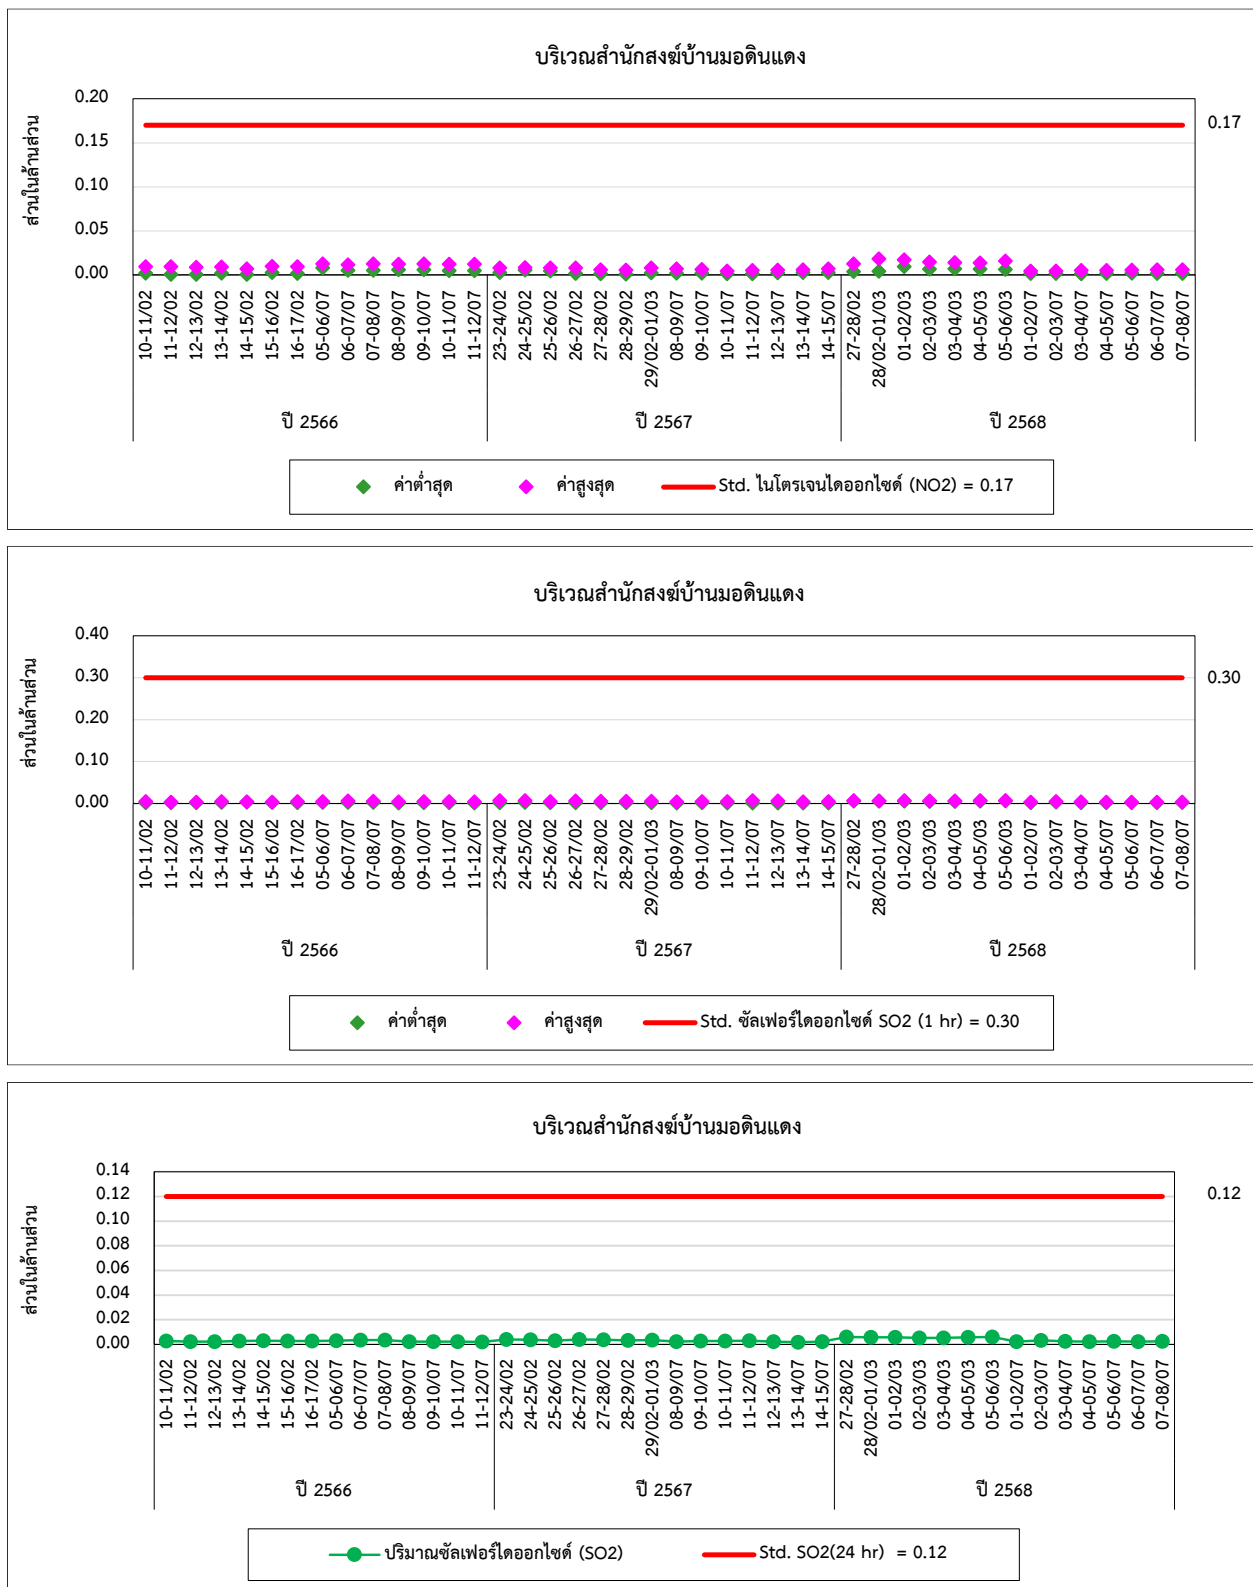 บริเวณสำนักสงฆ์บ้านมอดินแดง
ส่วนในล้านส่วน
0.20
0.15
0.10
0.05
0.00
0.17
10-11/02 11-12/02 12-13/02 13-14/02 14-15/02 15-16/02 16-17/02 05-06/07 06-07/07 07-08/07 08-09/07 09-10/07 10-11/07 11-12/07 23-24/02 24-25/02 25-26/02 26-27/02 27-28/02 28-29/02 29/02-01/03 08-09/07 09-10/07 10-11/07 11-12/07 12-13/07 13-14/07 14-15/07 27-28/02 28/02-01/03 01-02/03 02-03/03 03-04/03 04-05/03 05-06/03 01-02/07 02-03/07 03-04/07 04-05/07 05-06/07 06-07/07 07-08/07
ปี 2566 ปี 2567 ปี 2568
ค่าต่ำสุด ค่าสูงสุด Std. ไนโตรเจนไดออกไซด์ (NO2) = 0.17
บริเวณสำนักสงฆ์บ้านมอดินแดง
ส่วนในล้านส่วน
0.40
0.30
0.20
0.10
0.00
0.30
10-11/02 11-12/02 12-13/02 13-14/02 14-15/02 15-16/02 16-17/02 05-06/07 06-07/07 07-08/07 08-09/07 09-10/07 10-11/07 11-12/07 23-24/02 24-25/02 25-26/02 26-27/02 27-28/02 28-29/02 29/02-01/03 08-09/07 09-10/07 10-11/07 11-12/07 12-13/07 13-14/07 14-15/07 27-28/02 28/02-01/03 01-02/03 02-03/03 03-04/03 04-05/03 05-06/03 01-02/07 02-03/07 03-04/07 04-05/07 05-06/07 06-07/07 07-08/07
ปี 2566 ปี 2567 ปี 2568
ค่าต่ำสุด ค่าสูงสุด Std. ซัลเฟอร์ไดออกไซด์ SO2 (1 hr) = 0.30
บริเวณสำนักสงฆ์บ้านมอดินแดง
ส่วนในล้านส่วน
0.14
0.12
0.10
0.08
0.06
0.04
0.02
0.00
0.12
10-11/02 11-12/02 12-13/02 13-14/02 14-15/02 15-16/02 16-17/02 05-06/07 06-07/07 07-08/07 08-09/07 09-10/07 10-11/07 11-12/07 23-24/02 24-25/02 25-26/02 26-27/02 27-28/02 28-29/02 29/02-01/03 08-09/07 09-10/07 10-11/07 11-12/07 12-13/07 13-14/07 14-15/07 27-28/02 28/02-01/03 01-02/03 02-03/03 03-04/03 04-05/03 05-06/03 01-02/07 02-03/07 03-04/07 04-05/07 05-06/07 06-07/07 07-08/07
ปี 2566 ปี 2567 ปี 2568
ปริมาณซัลเฟอร์ไดออกไซด์ (SO2) Std. SO2(24 hr) = 0.12